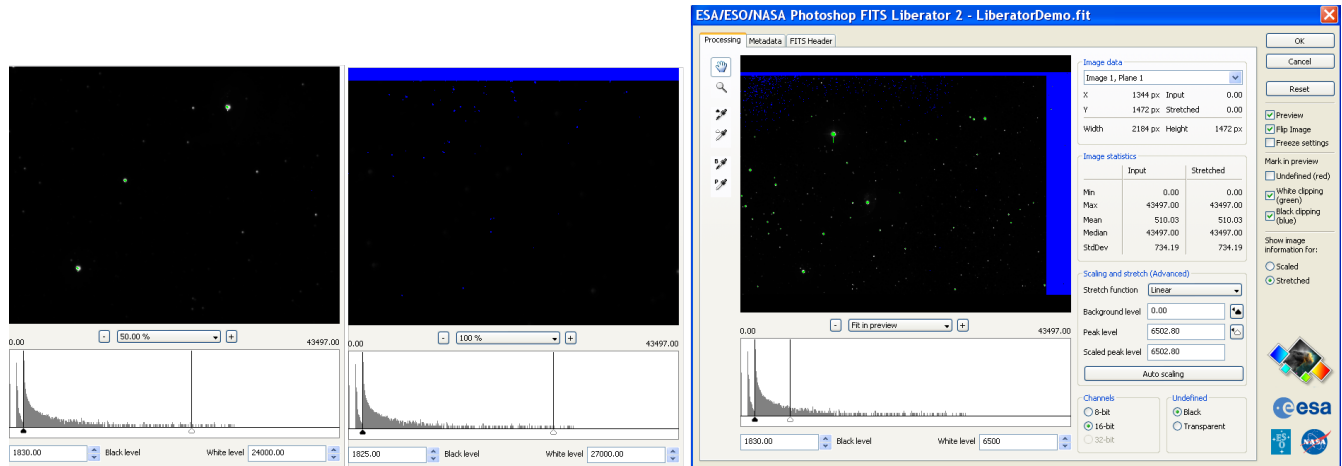 ESA/ESO/NASA Photoshop FITS Liberator 2 - LiberatorDemo.fit
Processing Metadata FITS Header
- 50.00 % +
0.00 43497.00
1830.00 Black level White level 24000.00
- 100 % +
43497.00
1825.00 Black level White level 27000.00
B
P
- Fit in preview +
0.00 43497.00
1830.00 Black level White level 6500
Image data
Image 1, Plane 1
X 1344 px Input 0.00
Y 1472 px Stretched 0.00
Width 2184 px Height 1472 px
Image statistics
Input Stretched
Min 0.00 0.00
Max 43497.00 43497.00
Mean 510.03 510.03
Median 43497.00 43497.00
StdDev 734.19 734.19
Scaling and stretch (Advanced)
Stretch function Linear
Background level 0.00
Peak level 6502.80
Scaled peak level 6502.80
Auto scaling
Channels
8-bit
16-bit
32-bit
Undefined
Black
Transparent
OK
Cancel
Reset
Preview
Flip Image
Freeze settings
Mark in preview
Undefined (red)
White clipping
(green)
Black clipping
(blue)
Show image
information for:
Scaled
Stretched
esa
ES
O
NASA